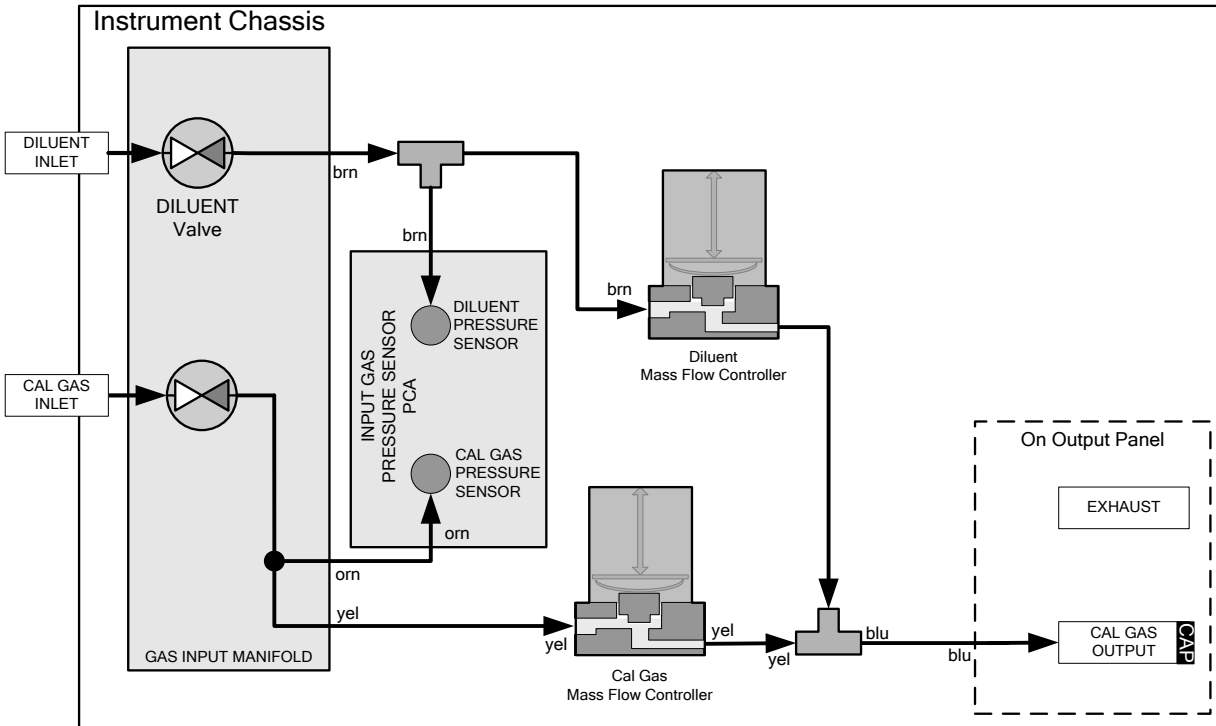 Instrument Chassis
DILUENT
INLET
DILUENT
Valve
brn
brn
DILUENT
PRESSURE
SENSOR
INPUT GAS
PRESSURE SENSOR
PCA
brn
Diluent
Mass Flow Controller
CAL GAS
INLET
CAL GAS
PRESSURE
SENSOR
orn
orn
yel
GAS INPUT MANIFOLD
yel
yel
yel
Cal Gas
Mass Flow Controller
blu
blu
On Output Panel
EXHAUST
CAL GAS
OUTPUT
CAP